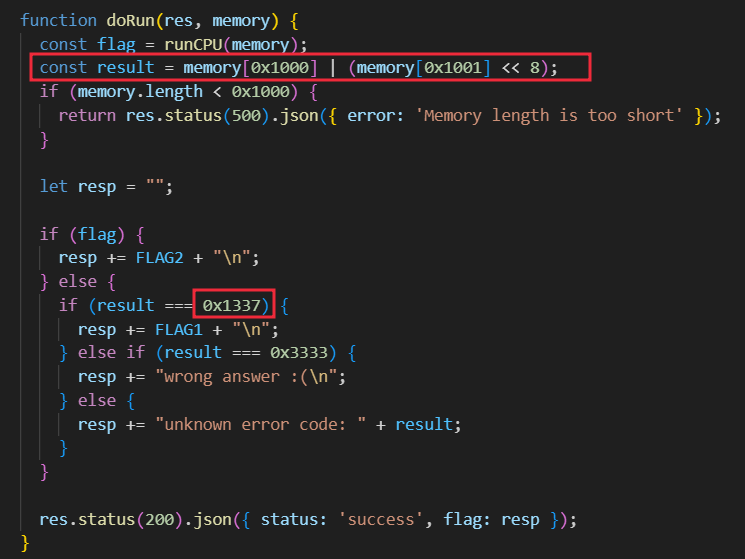 function doRun(res, memory) {
const flag = runCPU(memory);
const result = memory[0x1000] | (memory[0x1001] << 8);
if (memory.length < 0x1000) {
return res.status(500).json({ error: 'Memory length is too short' });
}
let resp = "";
if (flag) {
resp += FLAG2 + "\n";
} else {
if (result === 0x1337) {
resp += FLAG1 + "\n";
} else if (result === 0x3333) {
resp += "wrong answer :(\n";
} else {
resp += "unknown error code: " + result;
}
}
res.status(200).json({ status: 'success', flag: resp });
}